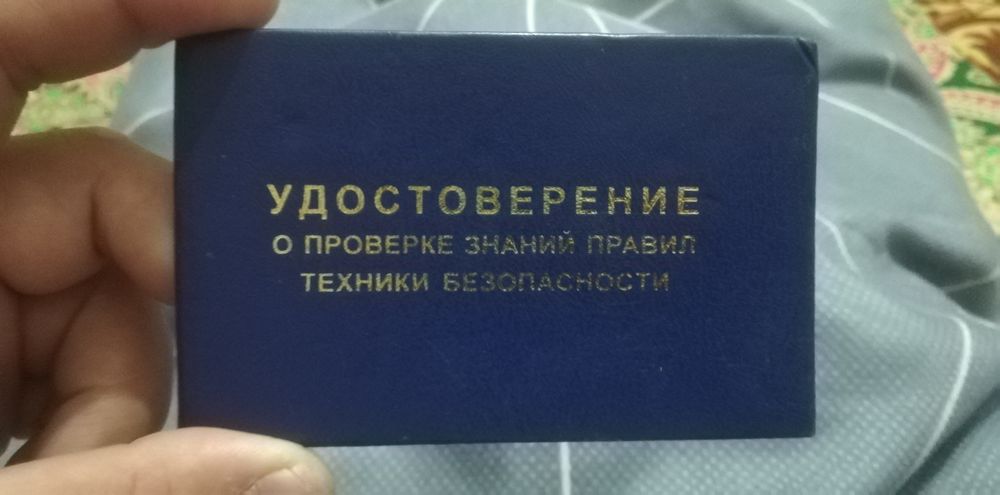 УДОСТОВЕРЕНИЕ
О ПРОВЕРКЕ ЗНАНИЙ ПРАВИЛ
ТЕХНИКИ БЕЗОПАСНОСТИ